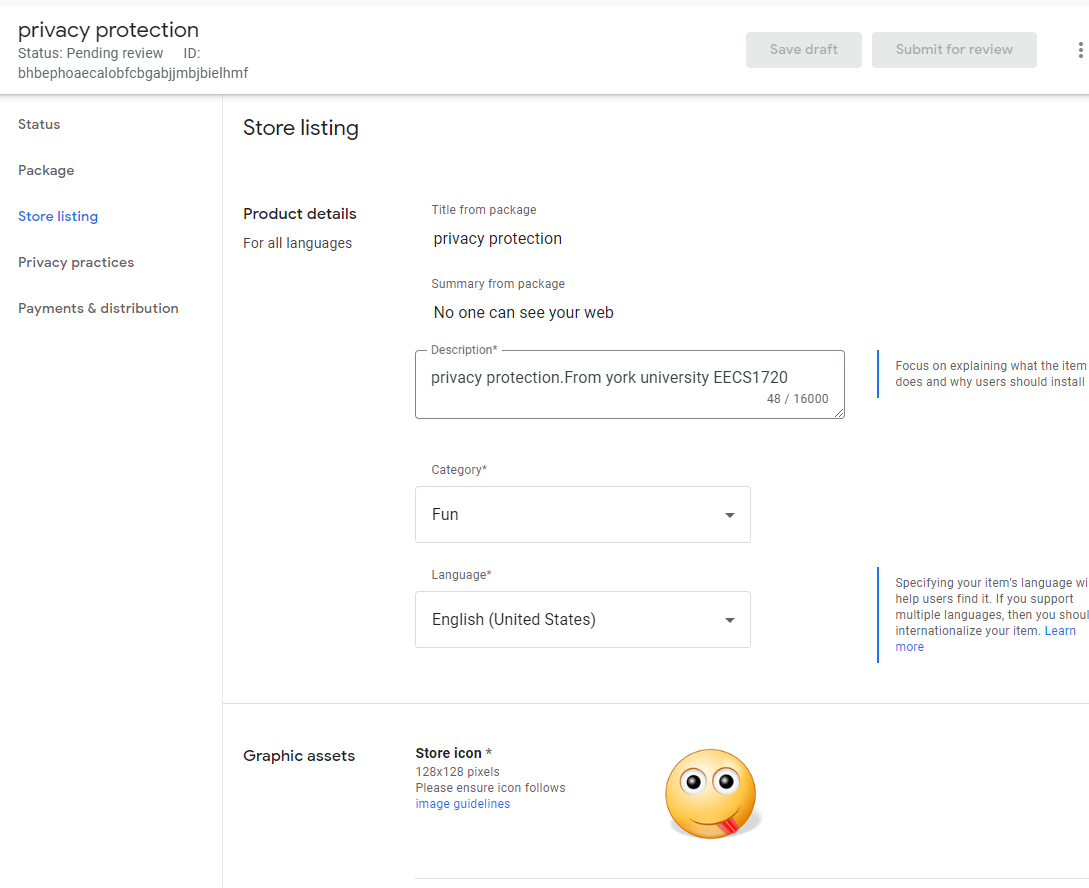 privacy protection
Status: Pending review ID:
bhbephoaecalobfcbgabjjmbjbielhmf
Save draft
Submit for review
Status
Package
Store listing
Privacy practices
Payments & distribution
Store listing
Product details
For all languages
Title from package
privacy protection
Summary from package
No one can see your web
Description*
privacy protection.From york university EECS1720
48 / 16000
Focus on explaining what the item
does and why users should install
Category*
Fun
Language*
English (United States)
Specifying your item's language wi
help users find it. If you support
multiple languages, then you shoul
internationalize your item. Learn
more
Graphic assets
Store icon *
128x128 pixels
Please ensure icon follows
image guidelines